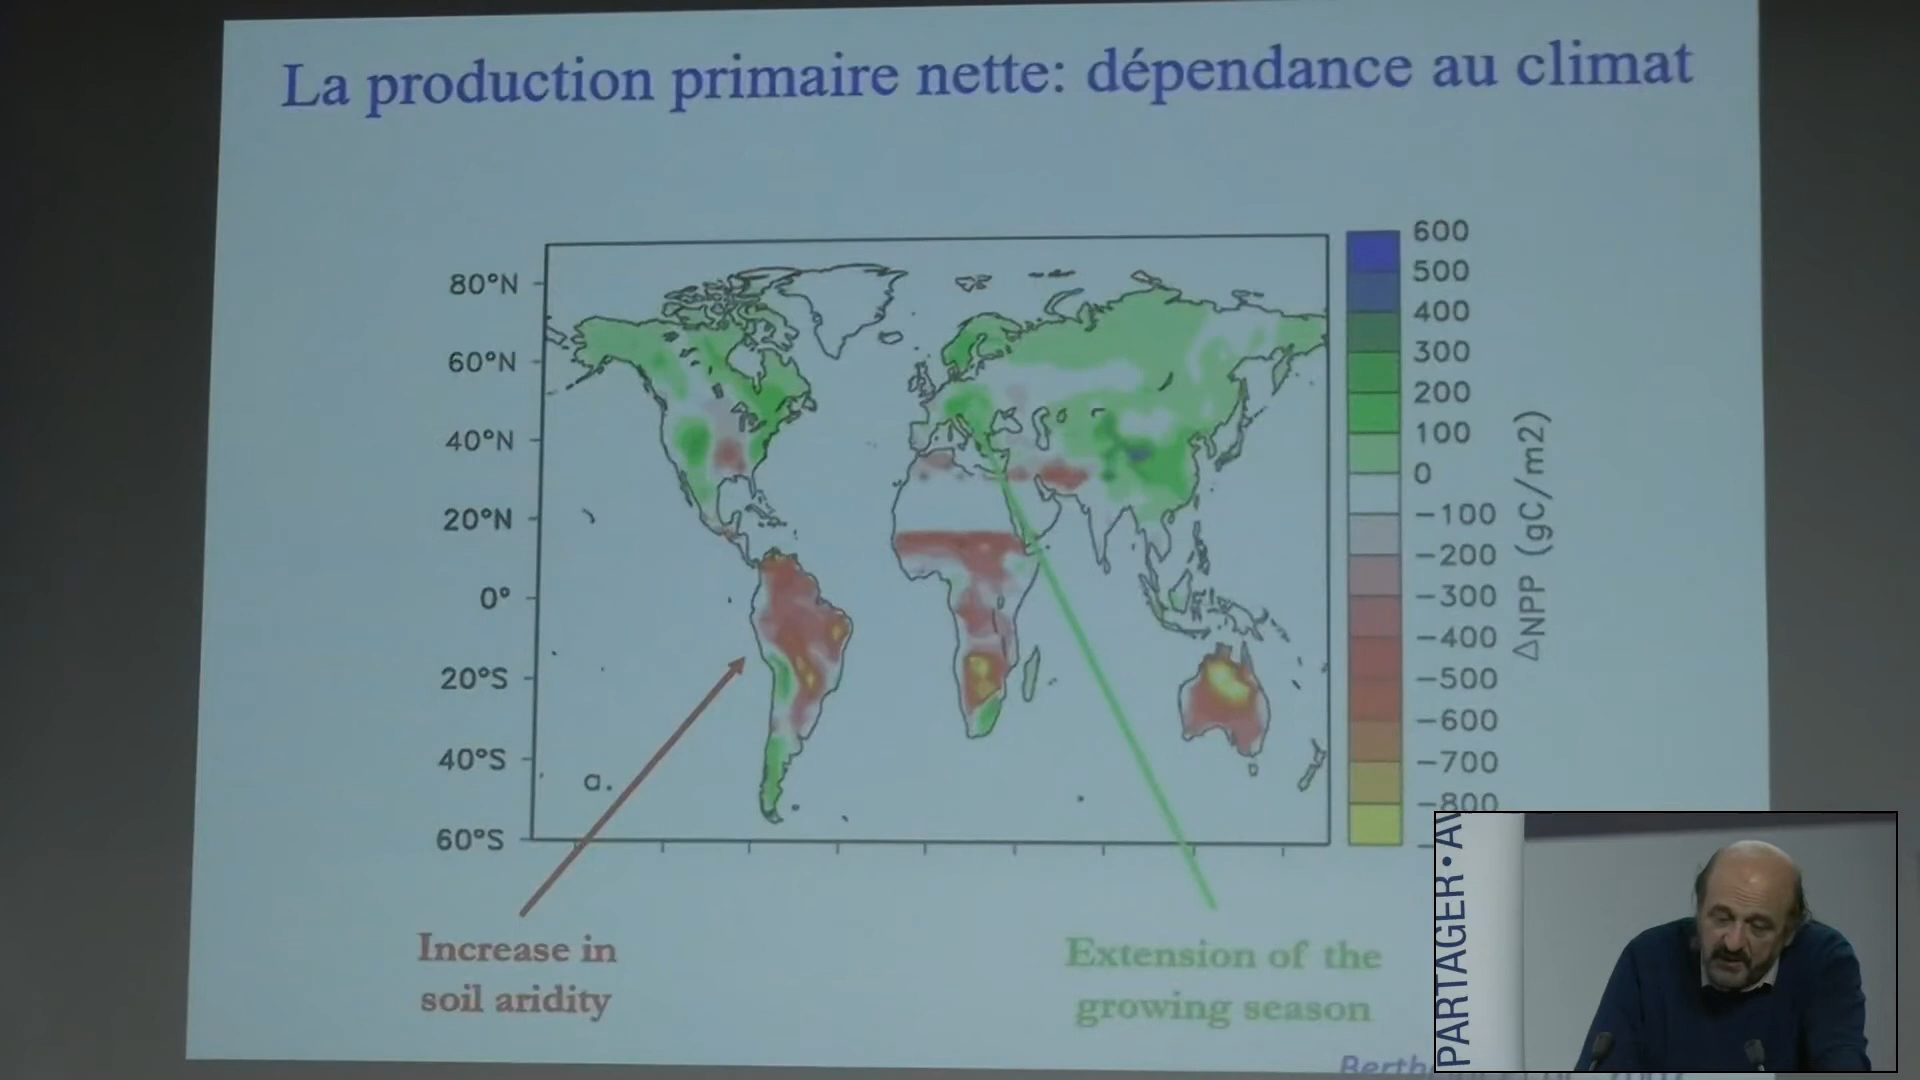 La production primaire nette: dépendance au climat
80°N
60°N
40°N
20°N
0°
20°S
40°S
60°S
a.
600
500
400
300
200
100
0
-100
-200
-300
-400
-500
-600
-700
-800
ΔNPP (gC/m2)
Increase in
soil aridity
Extension of the
growing season
PARTAGER•